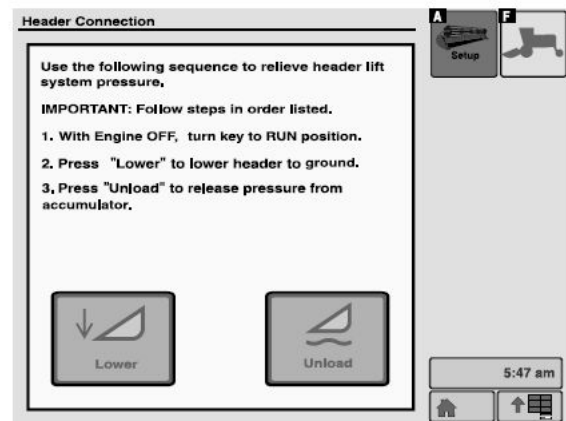 Header Connection
A
F
Setup
Use the following sequence to relieve header lift
system pressure.
IMPORTANT: Follow steps in order listed.
1. With Engine OFF, turn key to RUN position.
2. Press "Lower" to lower header to ground.
3. Press "Unload" to release pressure from
accumulator.
Lower
Unload
5:47 am